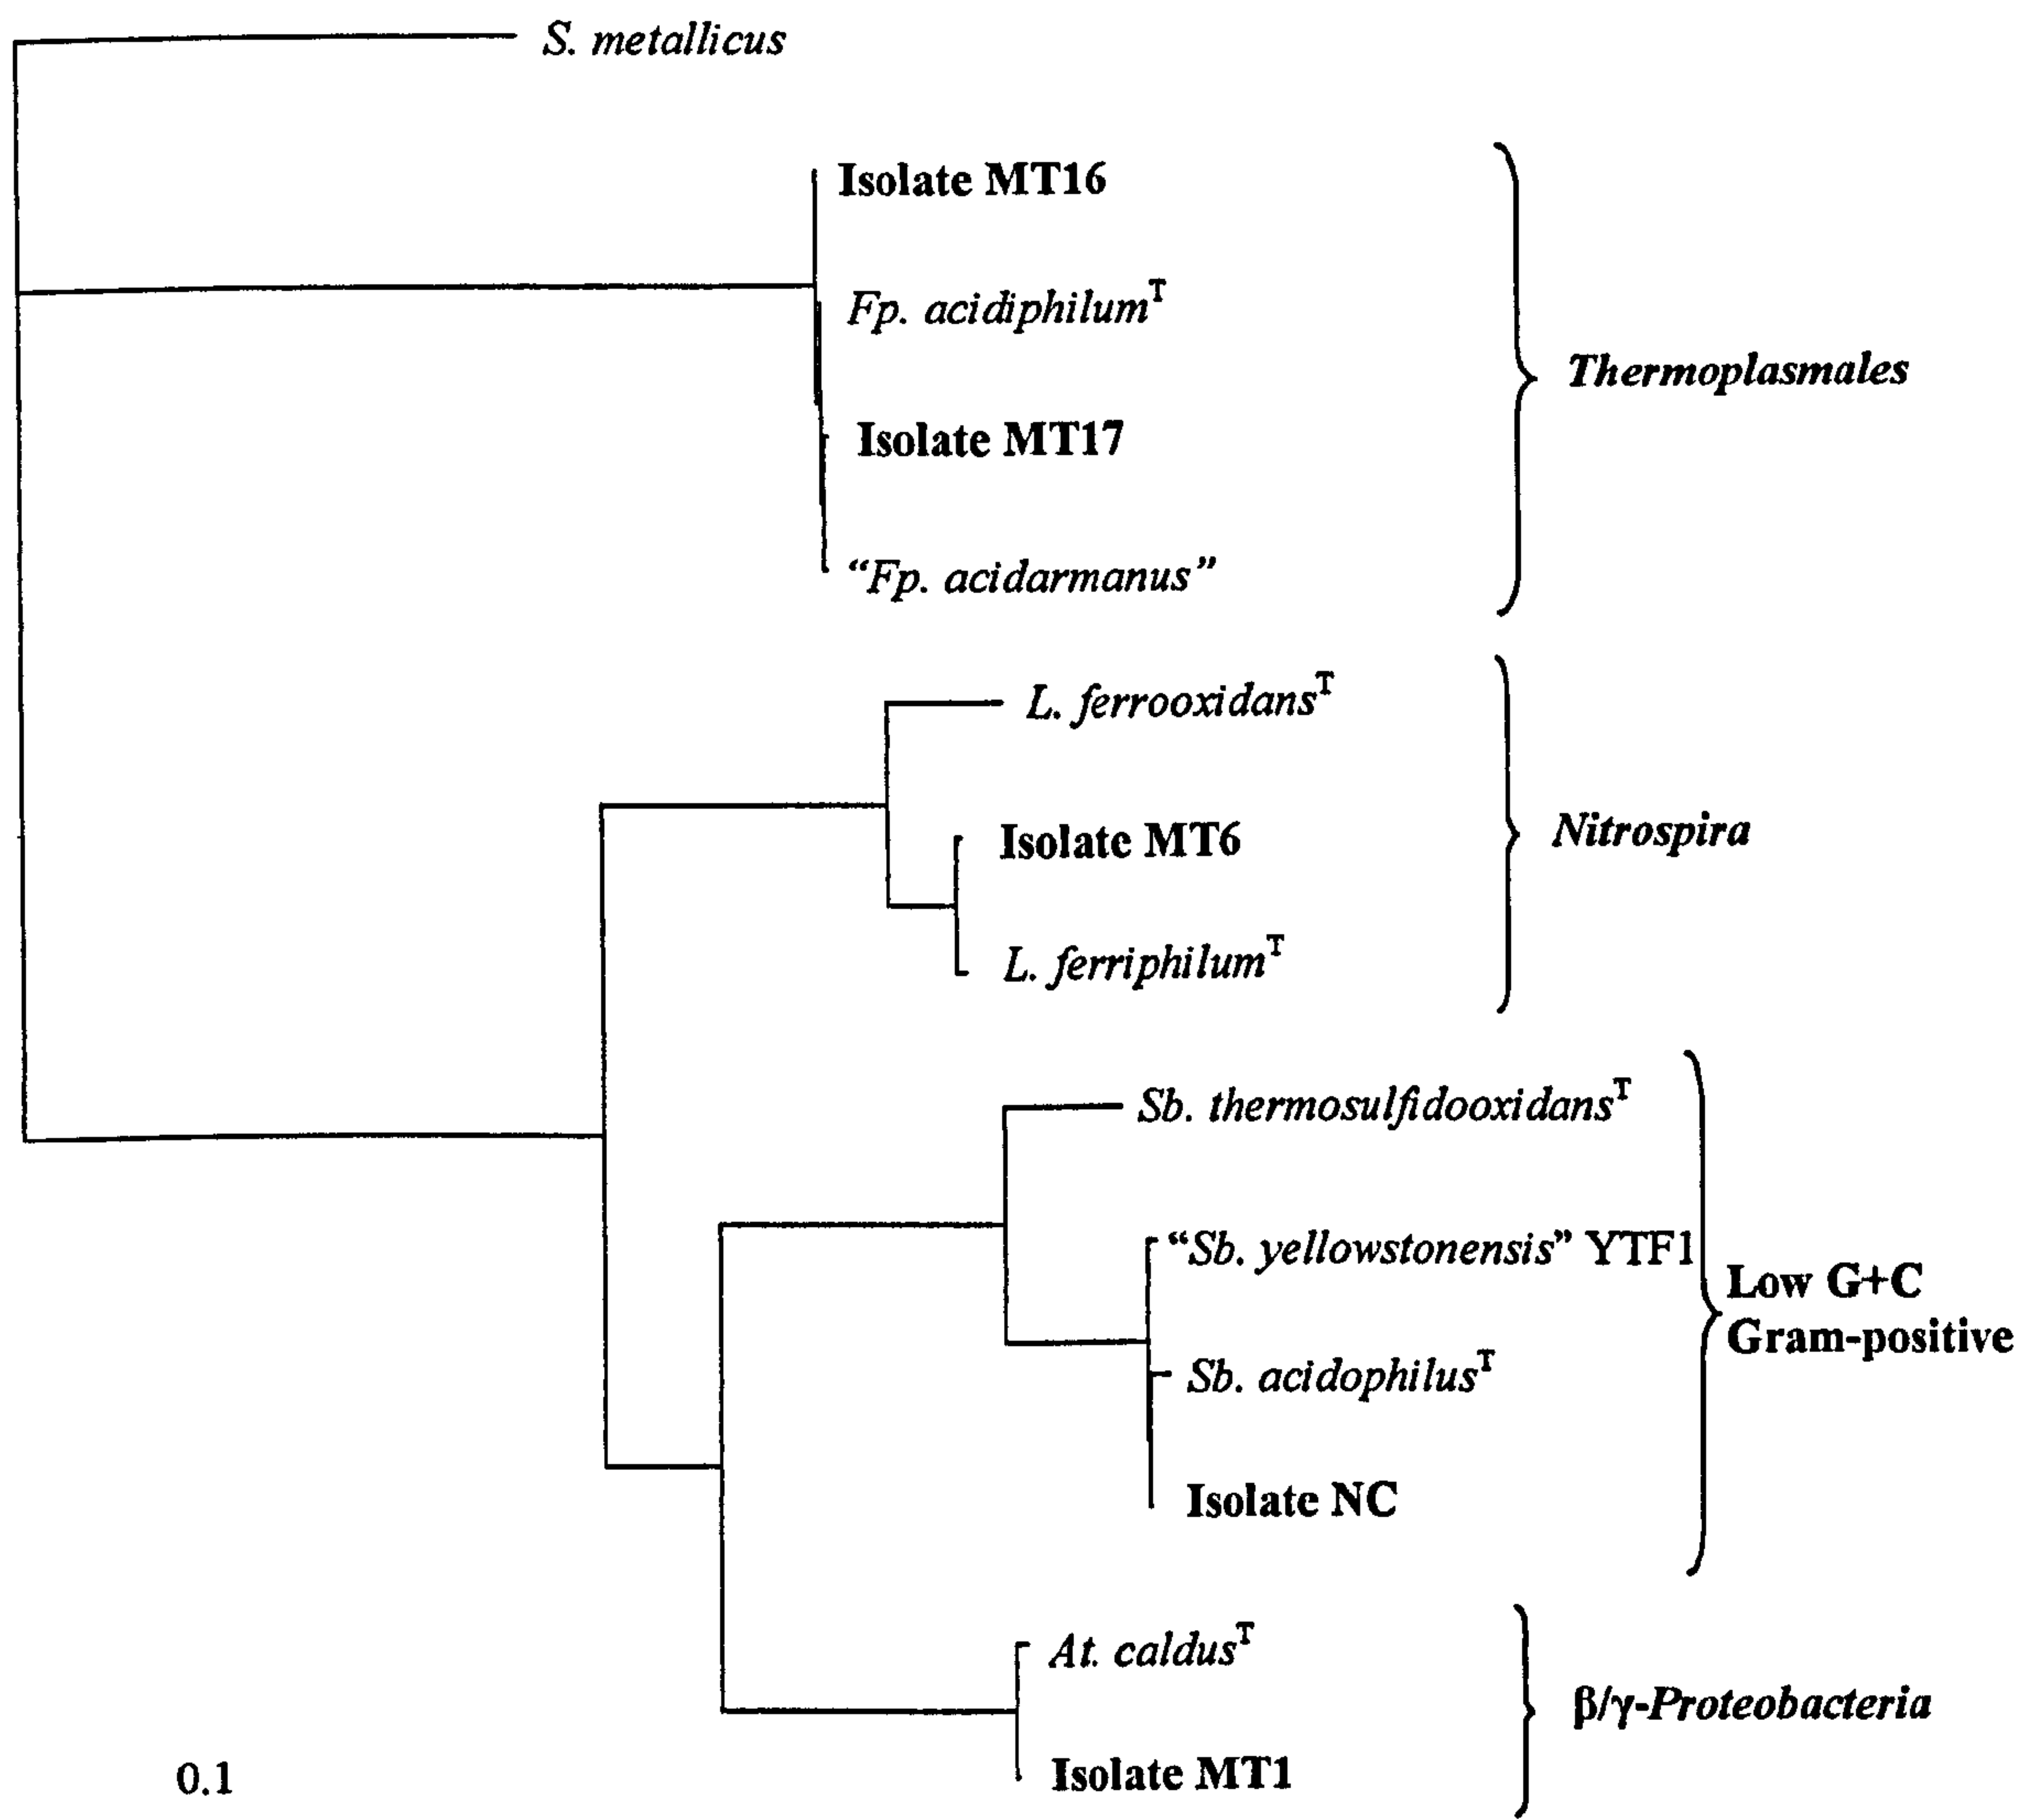 S. metallicus
Isolate MT16
Fp. acidiphilumᵀ
Isolate MT17
“Fp. acidarmanus”
Thermoplasmales
L. ferrooxidansᵀ
Isolate MT6
L. ferriphilumᵀ
Nitrospira
Sb. thermosulfidooxidansᵀ
“Sb. yellowstonensis” YTF1
Sb. acidophilusᵀ
Isolate NC
Low G+C
Gram-positive
At. caldusᵀ
Isolate MT1
β/γ-Proteobacteria
0.1